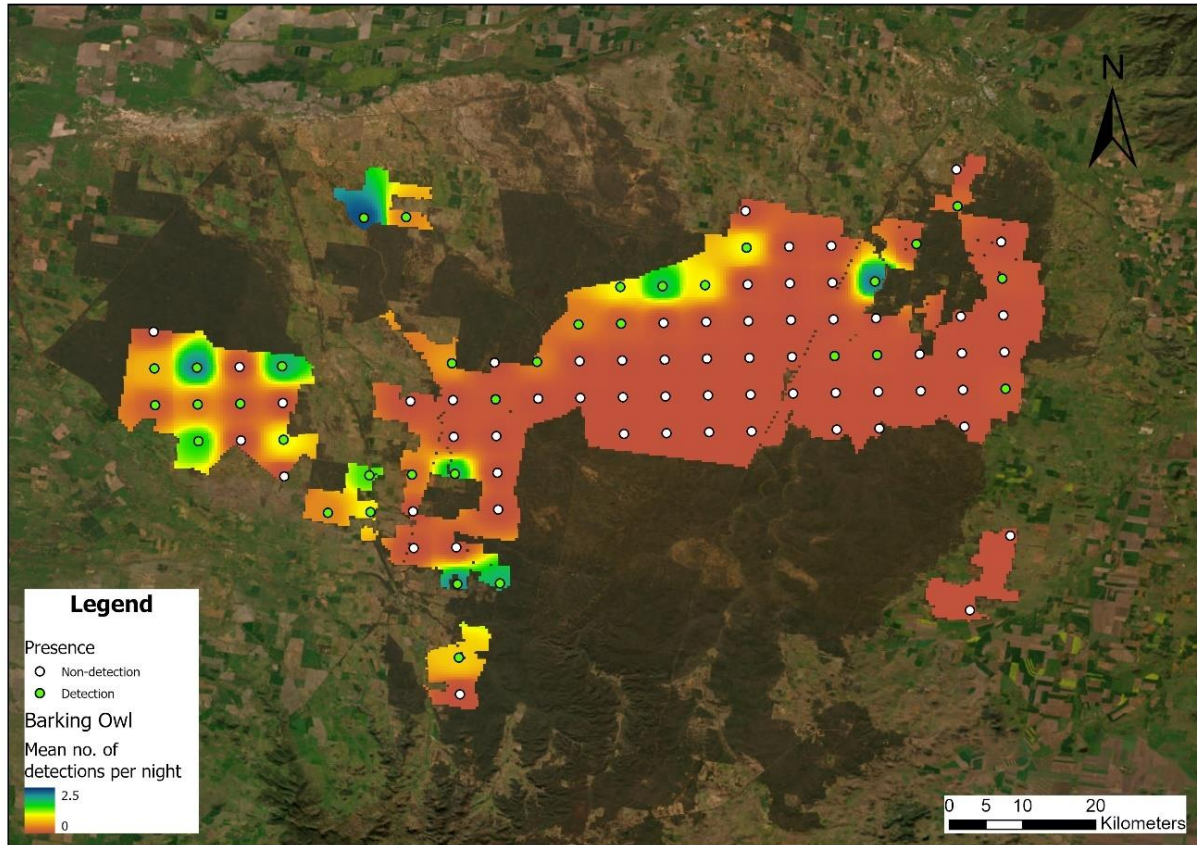 N
Legend
Presence
Non-detection
Detection
Barking Owl
Mean no. of
detections per night
2.5
0
0 5 10 20
Kilometers